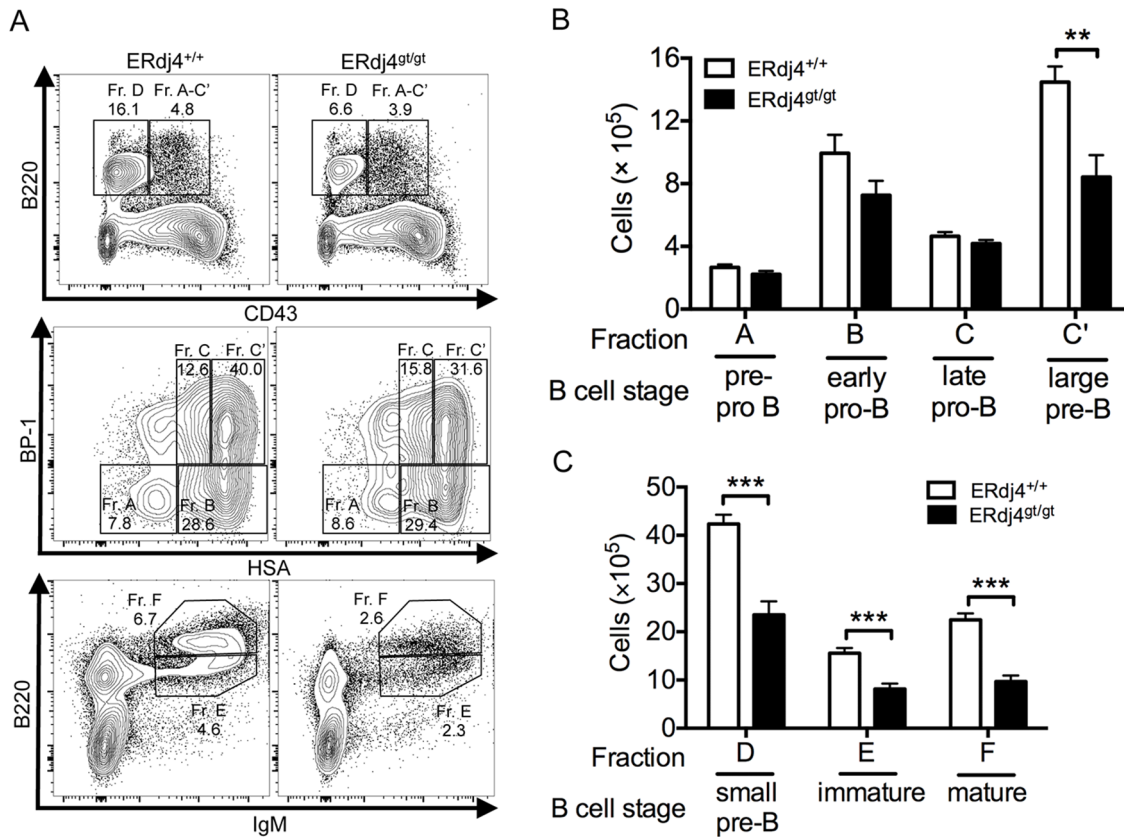 A
ERdj4+/+
ERdj4gt/gt
Fr. D
16.1
Fr. A-C'
4.8
Fr. D
6.6
Fr. A-C'
3.9
B220
CD43
Fr. C
12.6
Fr. C'
40.0
Fr. A
7.8
Fr. B
28.6
Fr. C
15.8
Fr. C'
31.6
Fr. A
8.6
Fr. B
29.4
BP-1
HSA
Fr. F
6.7
Fr. E
4.6
Fr. F
2.6
Fr. E
2.3
B220
IgM
B
ERdj4+/+
ERdj4gt/gt
**
Cells (× 10⁵)
16
12
8
4
0
Fraction A B C C'
B cell stage
pre-
pro B
early
pro-B
late
pro-B
large
pre-B
C
ERdj4+/+
ERdj4gt/gt
***
***
***
Cells (×10⁵)
50
40
30
20
10
0
Fraction D E F
B cell stage
small
pre-B
immature
mature